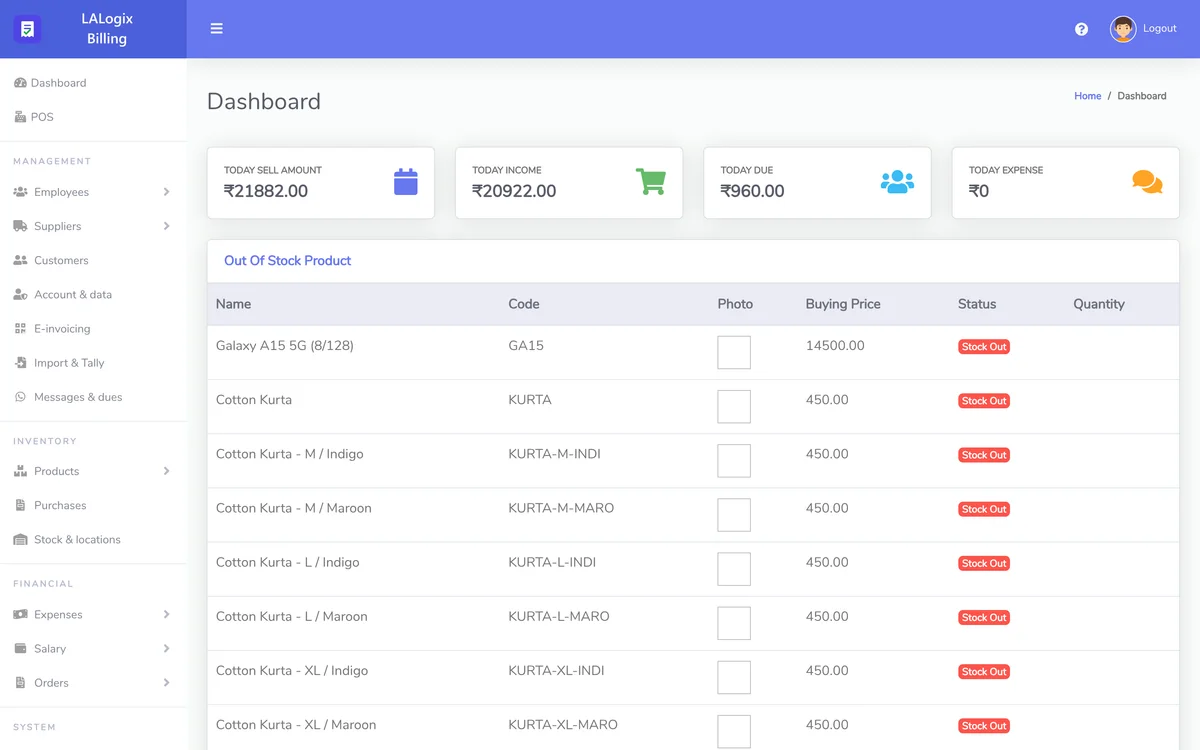 LALogix
Billing
? Logout
Dashboard
POS
MANAGEMENT
Employees
Suppliers
Customers
Account & data
E-invoicing
Import & Tally
Messages & dues
INVENTORY
Products
Purchases
Stock & locations
FINANCIAL
Expenses
Salary
Orders
SYSTEM
Dashboard
Home / Dashboard
TODAY SELL AMOUNT
₹21882.00
TODAY INCOME
₹20922.00
TODAY DUE
₹960.00
TODAY EXPENSE
₹0
Out Of Stock Product
Name Code Photo Buying Price Status Quantity
Galaxy A15 5G (8/128) GA15 14500.00 Stock Out
Cotton Kurta KURTA 450.00 Stock Out
Cotton Kurta - M / Indigo KURTA-M-INDI 450.00 Stock Out
Cotton Kurta - M / Maroon KURTA-M-MARO 450.00 Stock Out
Cotton Kurta - L / Indigo KURTA-L-INDI 450.00 Stock Out
Cotton Kurta - L / Maroon KURTA-L-MARO 450.00 Stock Out
Cotton Kurta - XL / Indigo KURTA-XL-INDI 450.00 Stock Out
Cotton Kurta - XL / Maroon KURTA-XL-MARO 450.00 Stock Out